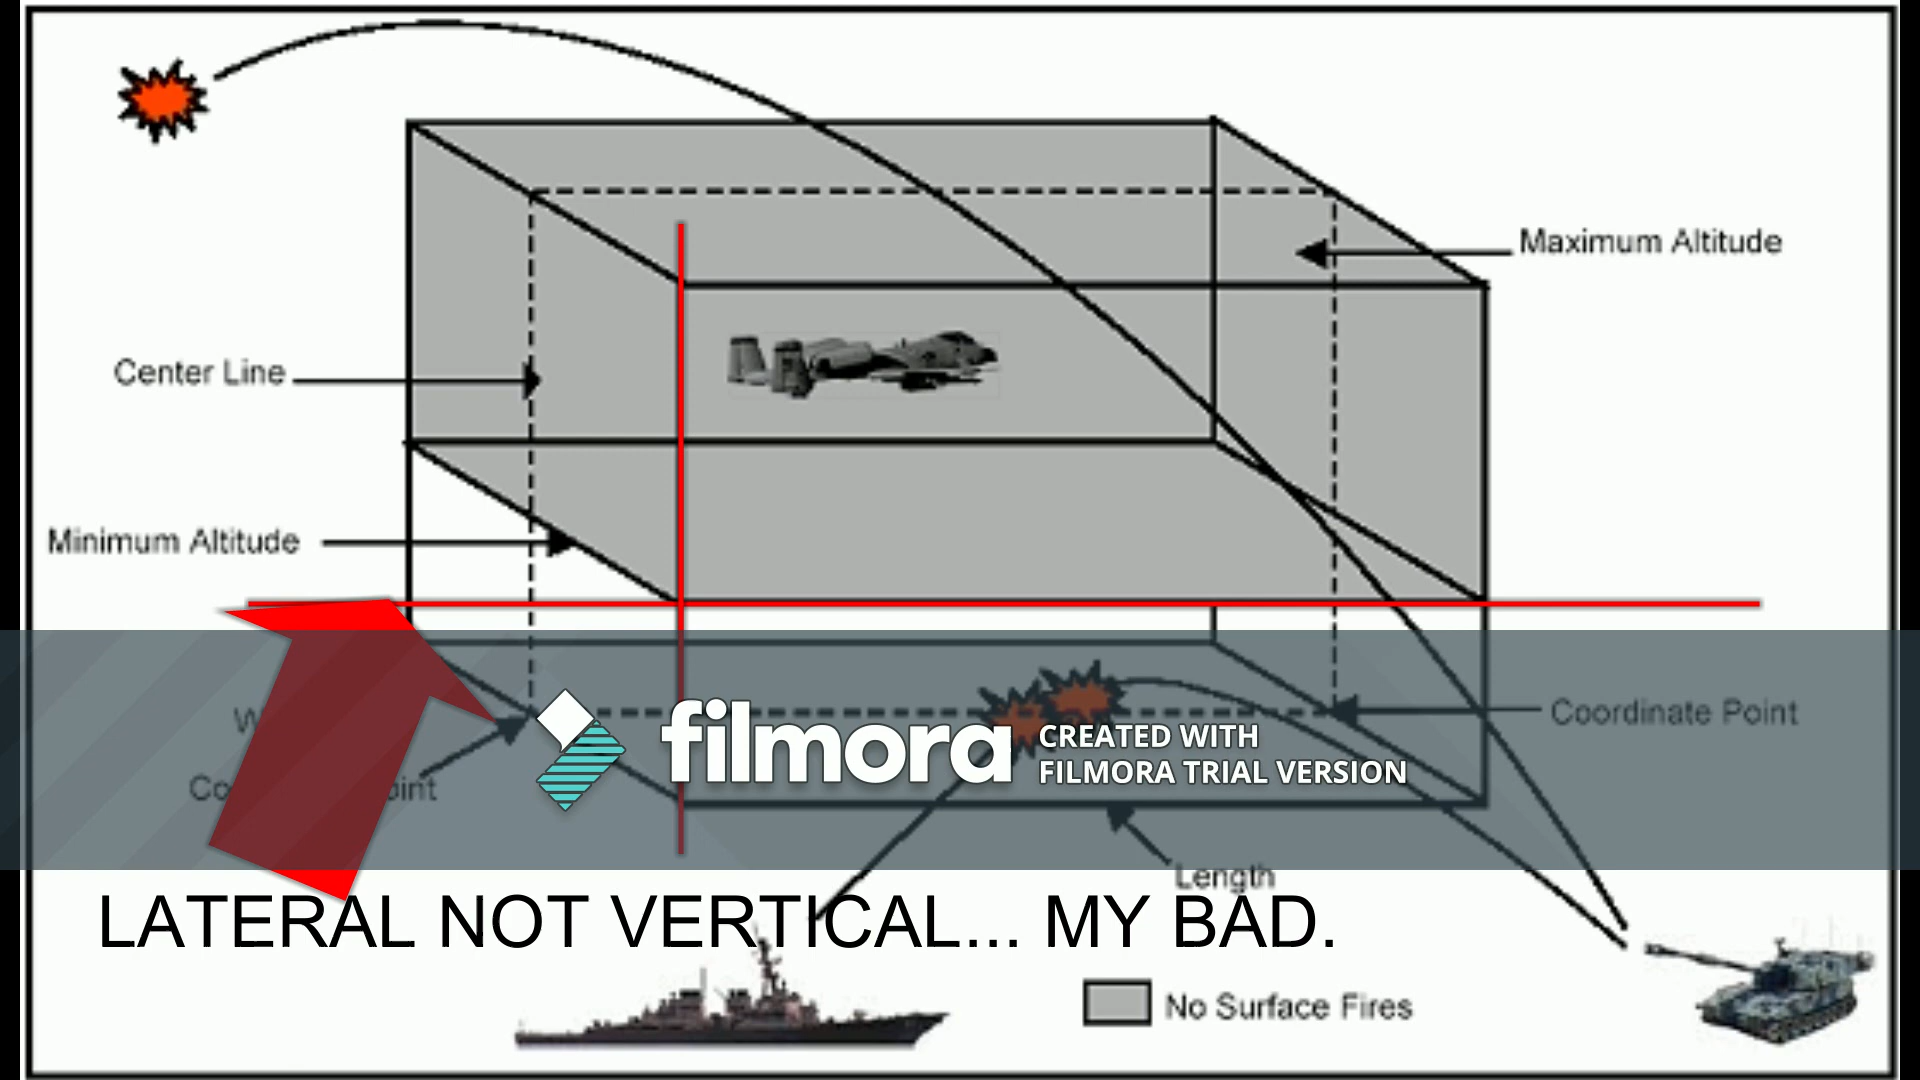 Maximum Altitude
Center Line
Minimum Altitude
Coordinate Point
filmora
CREATED WITH
FILMORA TRIAL VERSION
Length
LATERAL NOT VERTICAL... MY BAD.
No Surface Fires